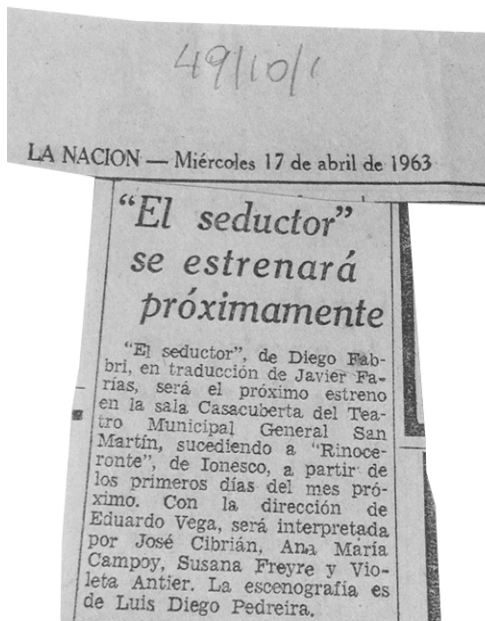 49/10/1
LA NACION — Miércoles 17 de abril de 1963
“El seductor”
se estrenará
próximamente
“El seductor”, de Diego Fab-
bri, en traducción de Javier Fa-
rías, será el próximo estreno
en la sala Casacuberta del Tea-
tro Municipal General San
Martín, sucediendo a “Rinoce-
ronte”, de Ionesco, a partir de
los primeros días del mes pró-
ximo. Con la dirección de
Eduardo Vega, será interpretada
por José Cibrián, Ana María
Campoy, Susana Freyre y Vio-
leta Antier. La escenografía es
de Luis Diego Pedreira.